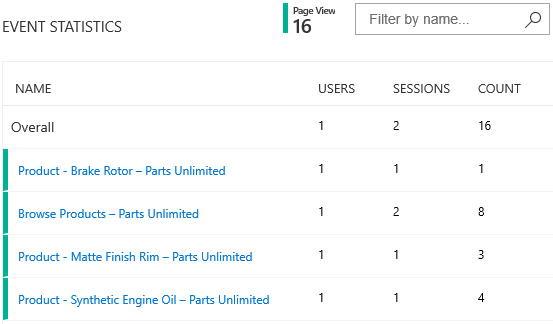 EVENT STATISTICS
Page View
16
Filter by name...
NAME USERS SESSIONS COUNT
Overall 1 2 16
Product - Brake Rotor – Parts Unlimited 1 1 1
Browse Products – Parts Unlimited 1 2 8
Product - Matte Finish Rim – Parts Unlimited 1 1 3
Product - Synthetic Engine Oil – Parts Unlimited 1 1 4